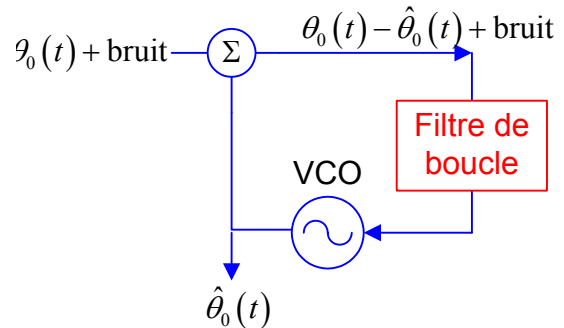 θ₀(t) + bruit
Σ
θ₀(t) − θ̂₀(t) + bruit
Filtre de
boucle
VCO
θ̂₀(t)